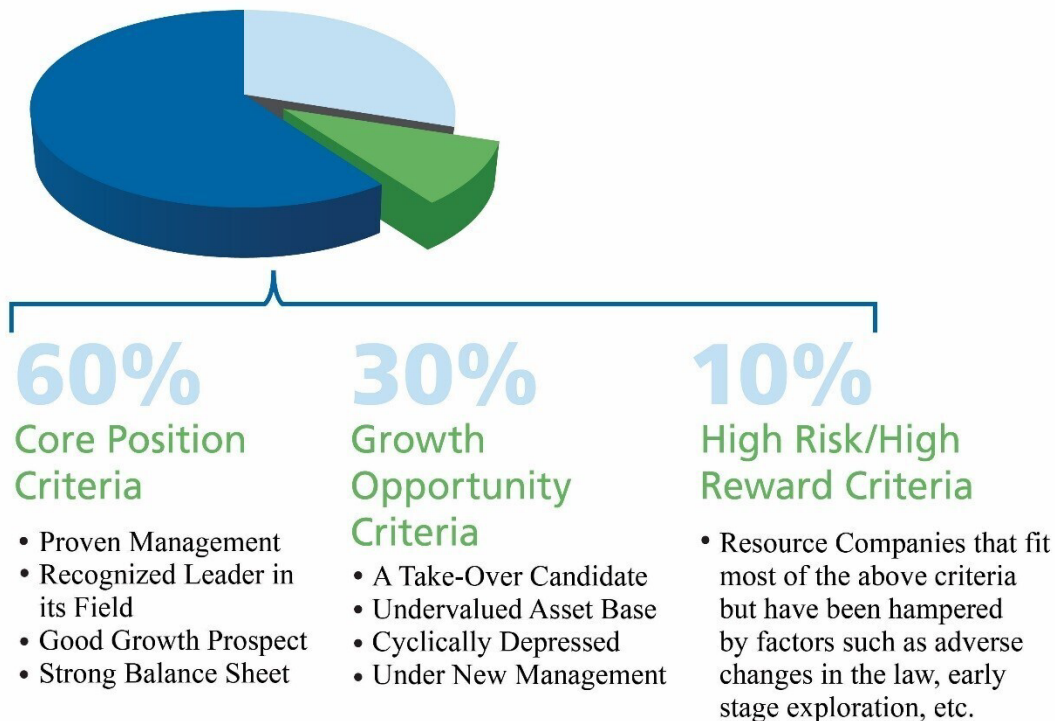 60%
Core Position
Criteria
• Proven Management
• Recognized Leader in
its Field
• Good Growth Prospect
• Strong Balance Sheet
30%
Growth
Opportunity
Criteria
• A Take-Over Candidate
• Undervalued Asset Base
• Cyclically Depressed
• Under New Management
10%
High Risk/High
Reward Criteria
• Resource Companies that fit
most of the above criteria
but have been hampered
by factors such as adverse
changes in the law, early
stage exploration, etc.